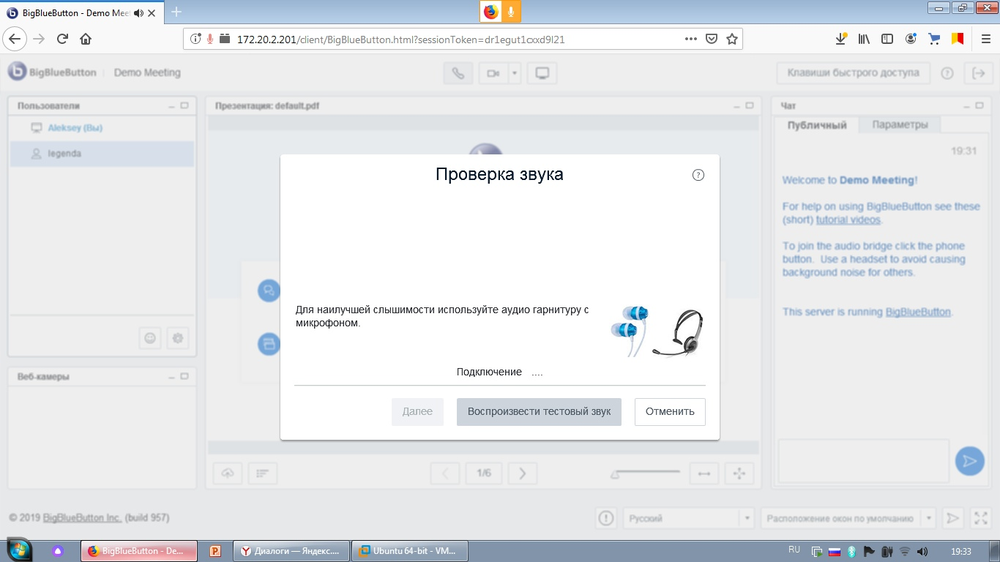 BigBlueButton - Demo Meet
172.20.2.201/client/BigBlueButton.html?sessionToken=dr1egut1cxxd9l21
BigBlueButton
Demo Meeting
Клавиши быстрого доступа
Пользователи
Aleksey (Вы)
legenda
Веб-камеры
Презентация: default.pdf
Проверка звука
?
Для наилучшей слышимости используйте аудио гарнитуру с
микрофоном.
Подключение ....
Далее
Воспроизвести тестовый звук
Отменить
1/6
Чат
Публичный
Параметры
19:31
Welcome to Demo Meeting!
For help on using BigBlueButton see these
(short) tutorial videos.
To join the audio bridge click the phone
button. Use a headset to avoid causing
background noise for others.
This server is running BigBlueButton.
© 2019 BigBlueButton Inc. (build 957)
Русский
Расположение окон по умолчанию
BigBlueButton - De...
Диалоги — Яндекс....
Ubuntu 64-bit - VM...
RU
19:33